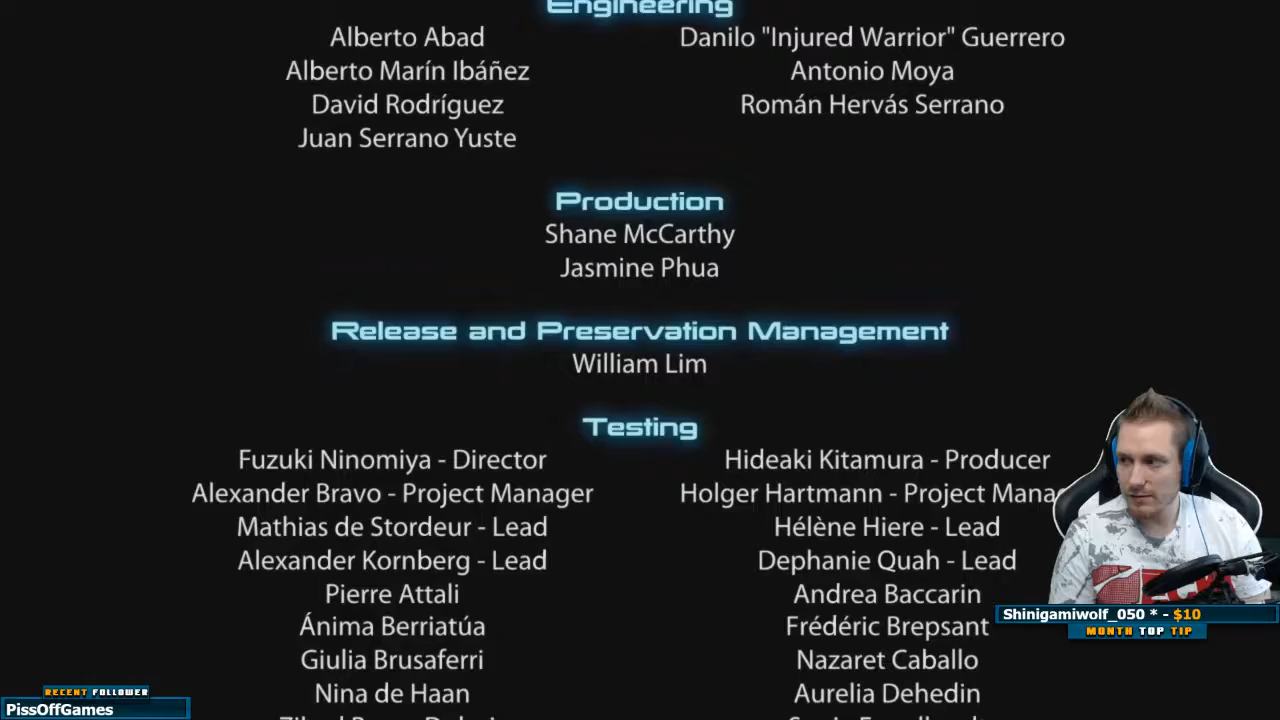 Engineering
Alberto Abad
Danilo "Injured Warrior" Guerrero
Alberto Marín Ibáñez
Antonio Moya
David Rodríguez
Román Hervás Serrano
Juan Serrano Yuste
Production
Shane McCarthy
Jasmine Phua
Release and Preservation Management
William Lim
Testing
Fuzuki Ninomiya - Director
Hideaki Kitamura - Producer
Alexander Bravo - Project Manager
Holger Hartmann - Project
Mathias de Stordeur - Lead
Hélène Hiere - Lead
Alexander Kornberg - Lead
Dephanie Quah - Lead
Pierre Attali
Andrea Baccarin
Ánima Berriatúa
Frédéric Brepsant
Giulia Brusaferri
Nazaret Caballo
Nina de Haan
Aurelia Dehedin
Shinigamiwolf_050 * - $10
MONTH TOP TIP
RECENT FOLLOWER
PissOffGames